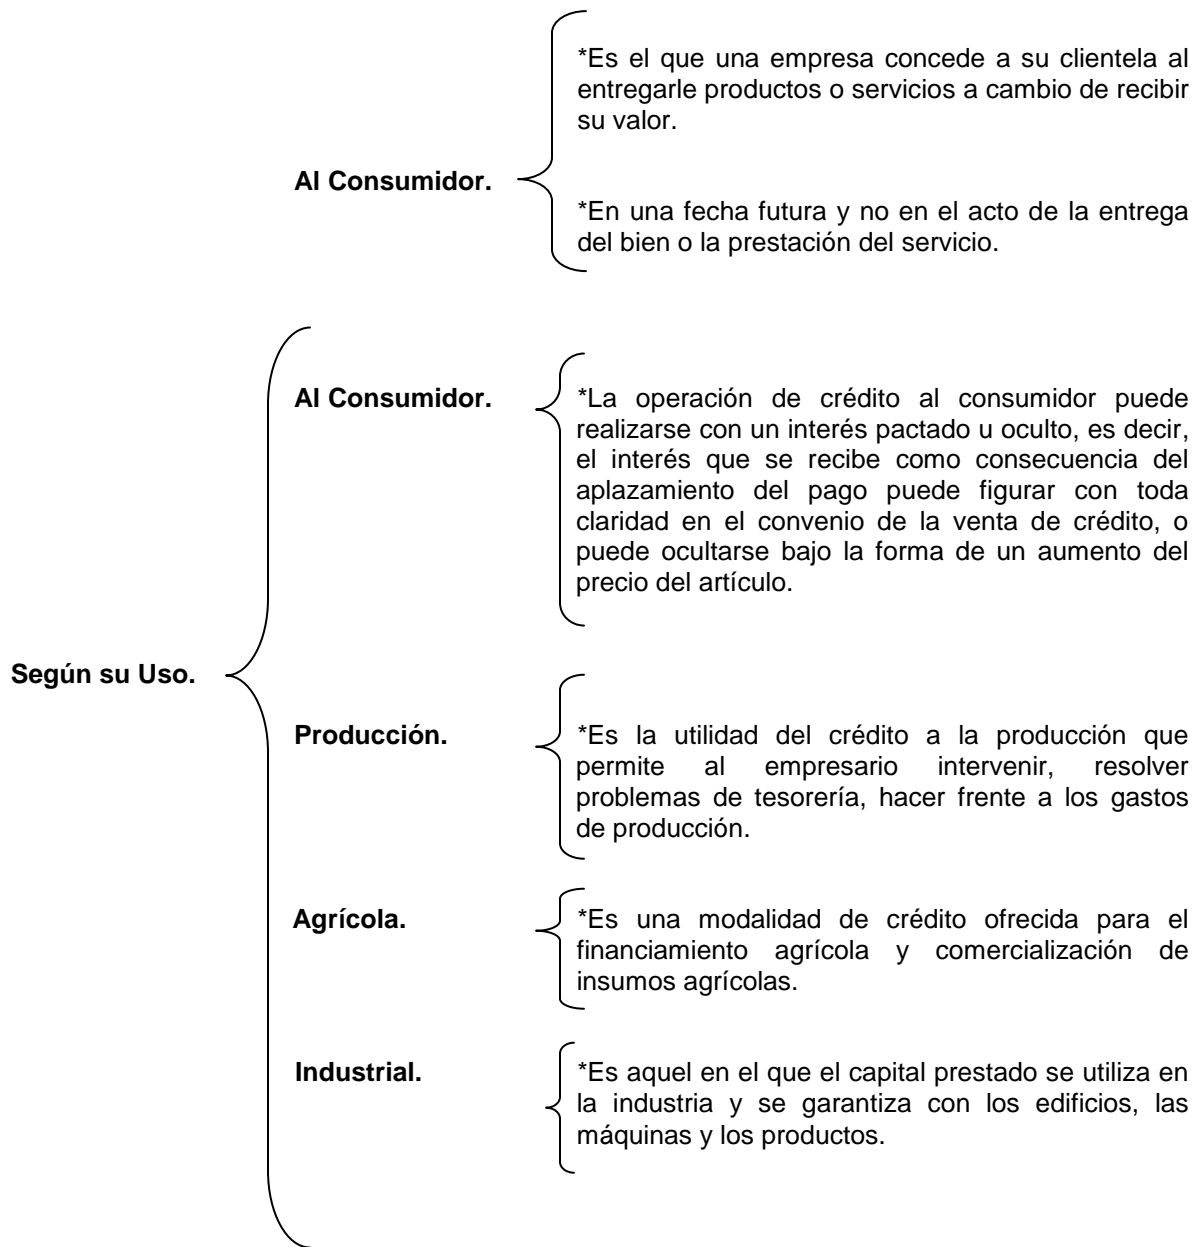 *Es el que una empresa concede a su clientela al
entregarle productos o servicios a cambio de recibir
su valor.
Al Consumidor.
*En una fecha futura y no en el acto de la entrega
del bien o la prestación del servicio.
Al Consumidor.
*La operación de crédito al consumidor puede
realizarse con un interés pactado u oculto, es decir,
el interés que se recibe como consecuencia del
aplazamiento del pago puede figurar con toda
claridad en el convenio de la venta de crédito, o
puede ocultarse bajo la forma de un aumento del
precio del artículo.
Según su Uso.
Producción.
*Es la utilidad del crédito a la producción que
permite al empresario intervenir, resolver
problemas de tesorería, hacer frente a los gastos
de producción.
Agrícola.
*Es una modalidad de crédito ofrecida para el
financiamiento agrícola y comercialización de
insumos agrícolas.
Industrial.
*Es aquel en el que el capital prestado se utiliza en
la industria y se garantiza con los edificios, las
máquinas y los productos.